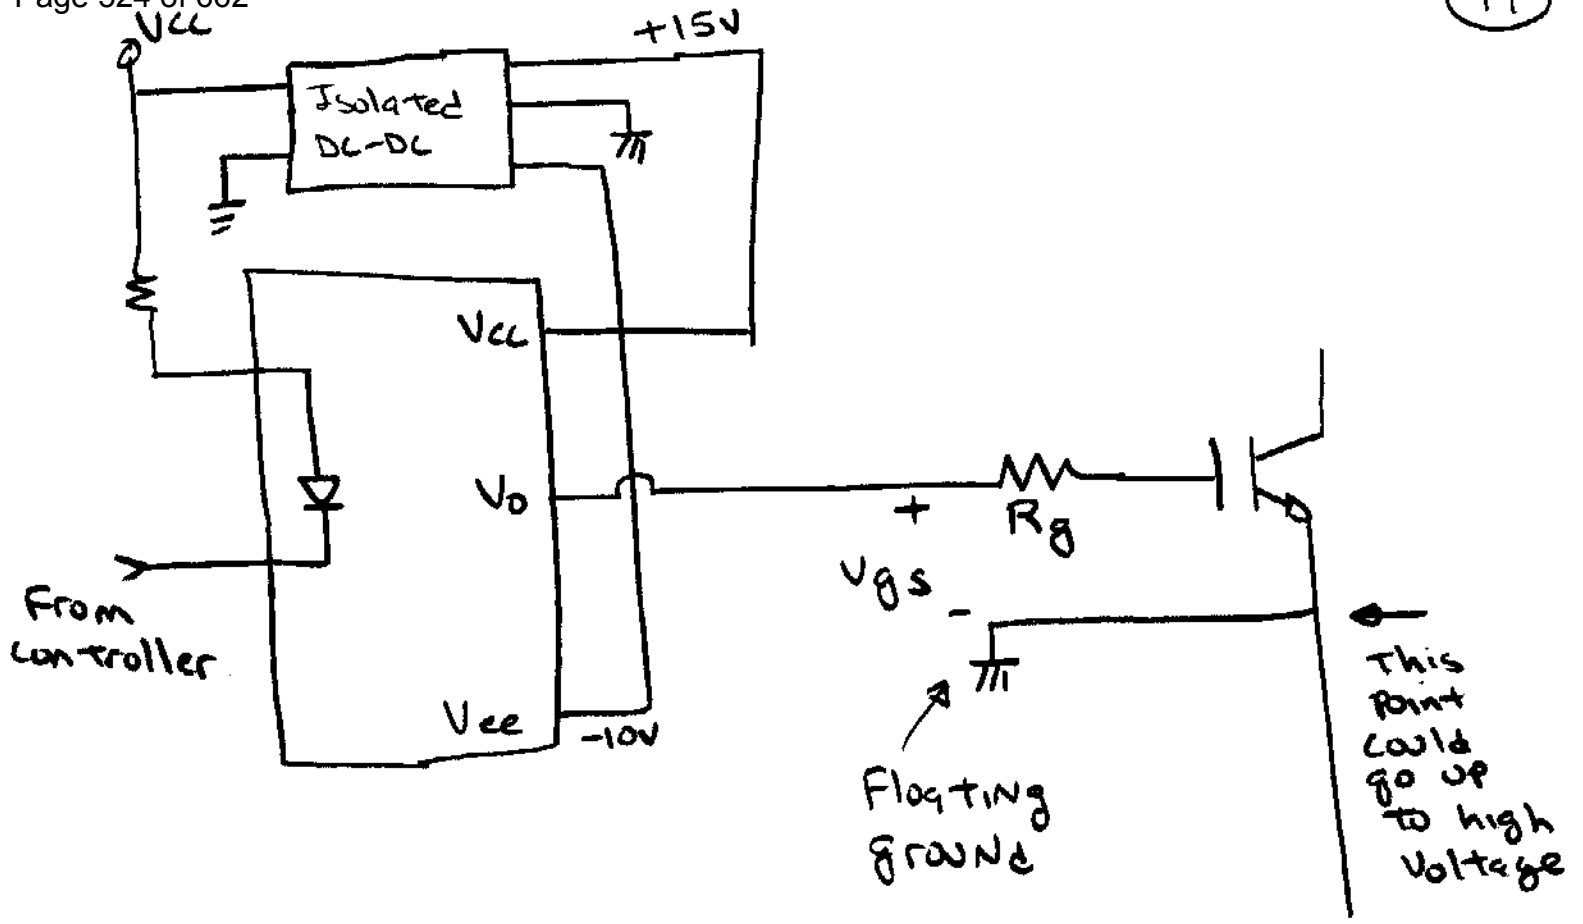 VCC
+15V
Isolated
DC-DC
VCC
Vo
Rg
+
Vgs
-
From
controller
Vee
-10V
Floating
ground
This
point
could
go up
to high
voltage